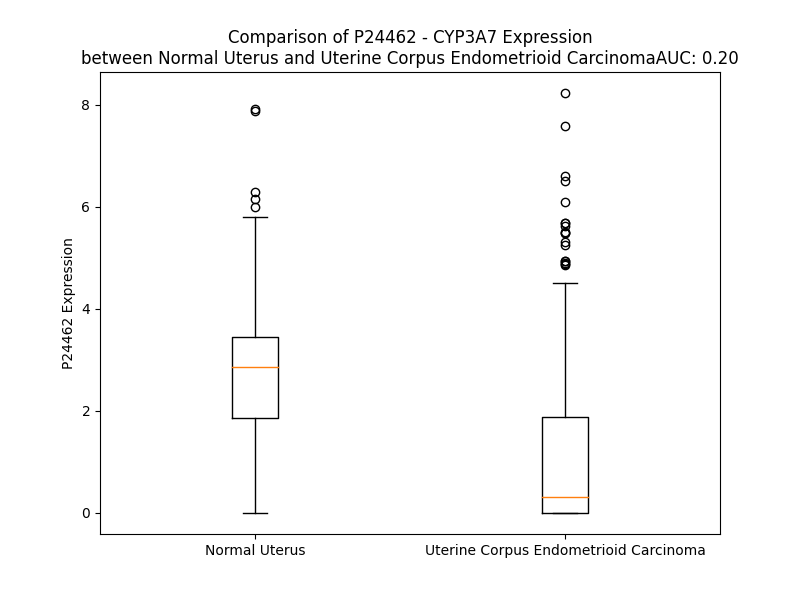 Comparison of P24462 - CYP3A7 Expression
between Normal Uterus and Uterine Corpus Endometrioid CarcinomaAUC: 0.20
8
6
4
2
0
P24462 Expression
Normal Uterus
Uterine Corpus Endometrioid Carcinoma